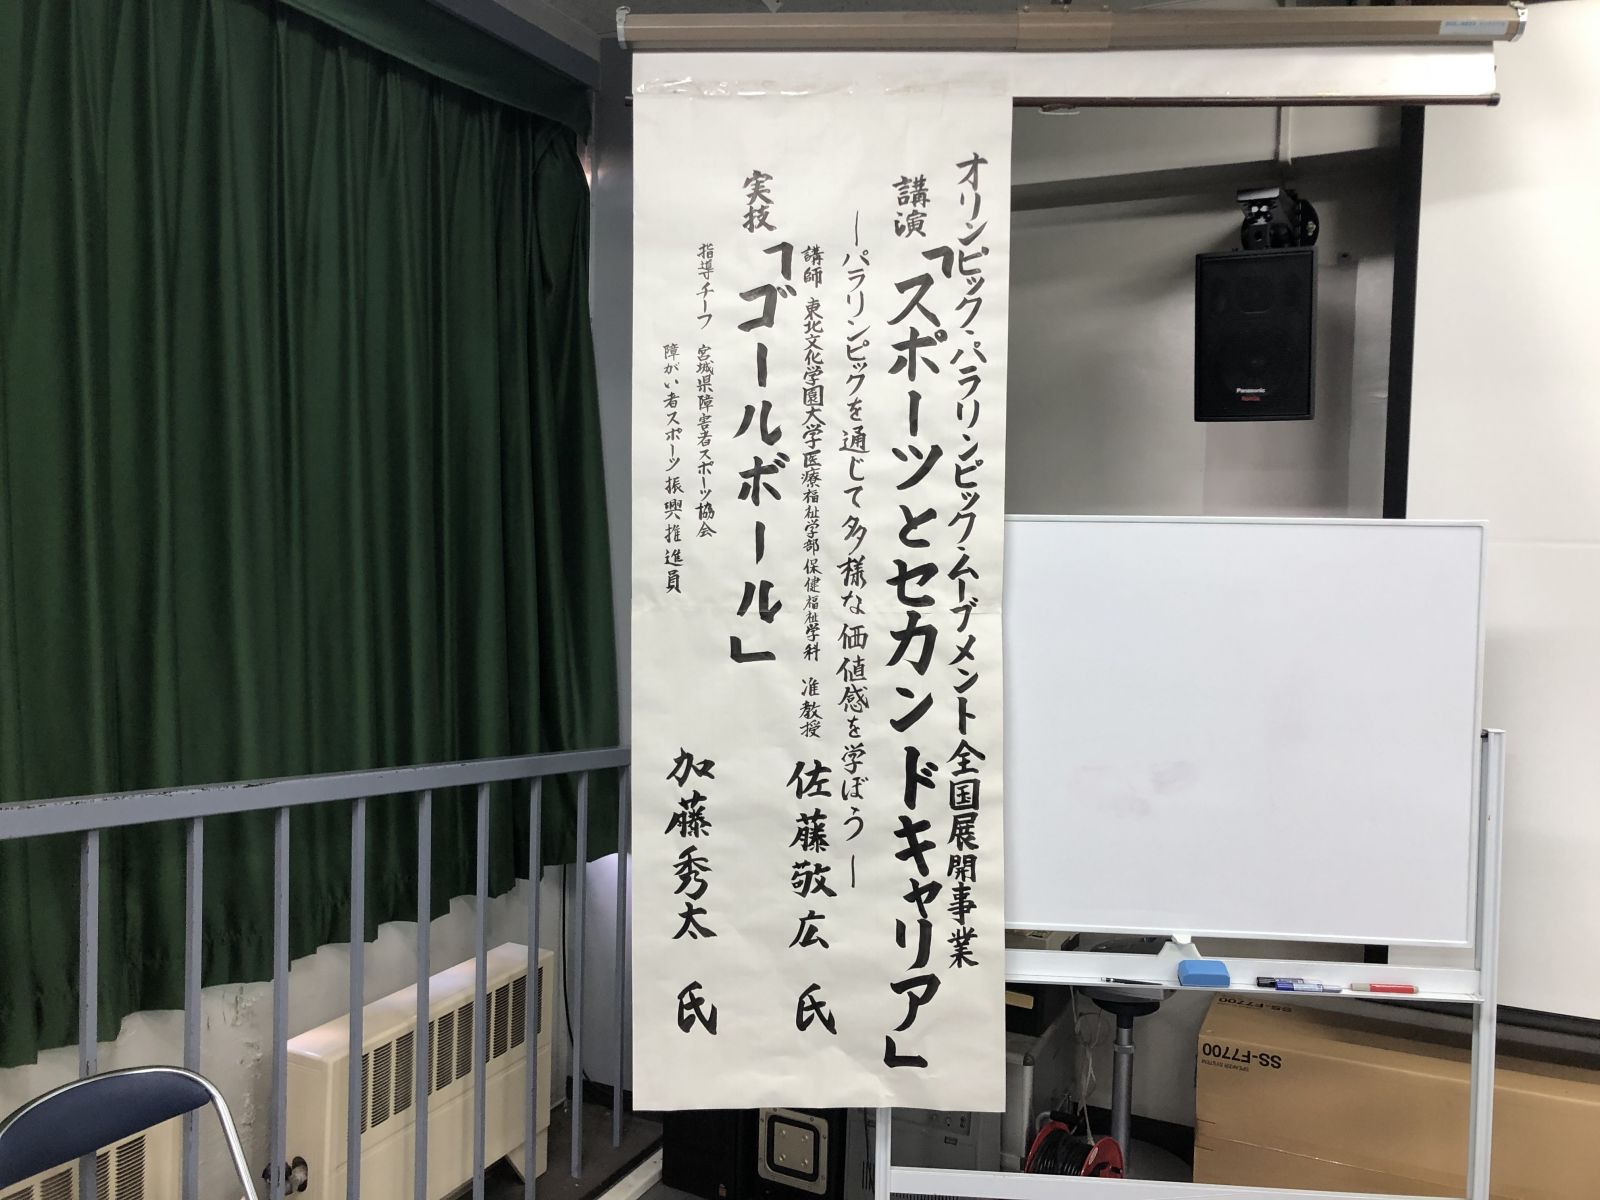 オリンピック・パラリンピック・ムーブメント全国展開事業
講演「スポーツとセカンドキャリア」
―パラリンピックを通じて多様な価値感を学ぼう―
講師 東北文化学園大学医療福祉学部保健福祉学科 准教授 佐藤敬広 氏
実技「ゴールボール」
指導チーフ 宮城県障害者スポーツ協会
障がい者スポーツ振興推進員 加藤秀太 氏
Panasonic
SS-F7700
SPEAKER SYSTEM
SS-F7700